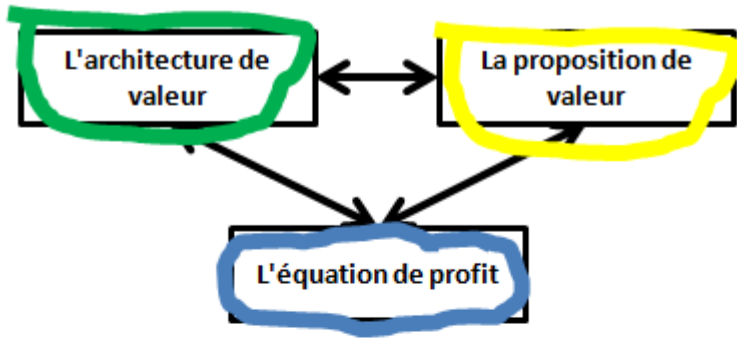 L'architecture de
valeur
La proposition de
valeur
L'équation de profit